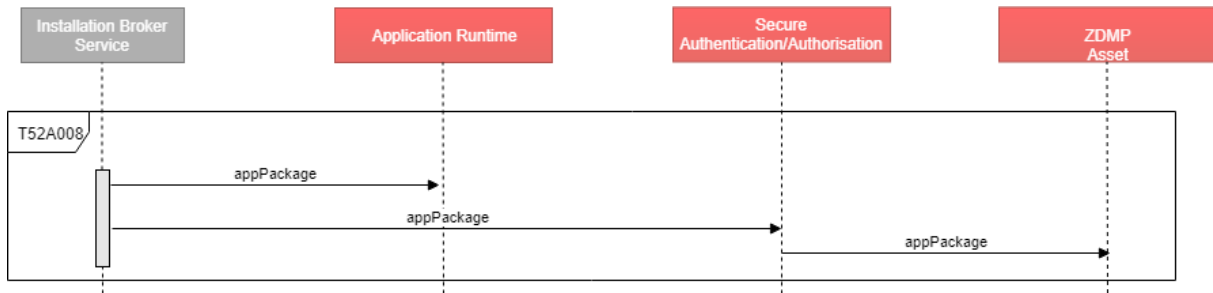 Installation Broker
Service
Application Runtime
Secure
Authentication/Authorisation
ZDMP
Asset
T52A008
appPackage
appPackage
appPackage